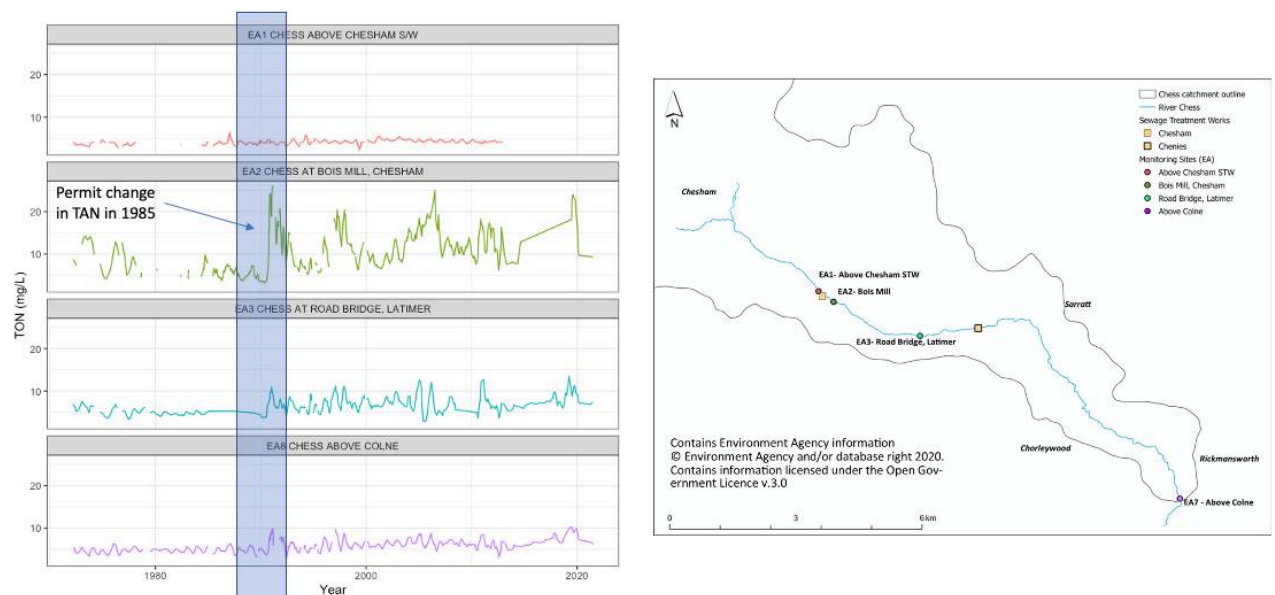 EA1 CHESS ABOVE CHESHAM S/W
20
10
EA2 CHESS AT BOIS MILL, CHESHAM
Permit change
in TAN in 1985
20
10
EA3 CHESS AT ROAD BRIDGE, LATIMER
20
10
EA8 CHESS ABOVE COLNE
20
10
TON (mg/L)
1980
2000
2020
Year
N
Chess catchment outline
River Chess
Sewage Treatment Works
Chesham
Chenies
Monitoring Sites (EA)
Above Chesham STW
Bois Mill, Chesham
Road Bridge, Latimer
Above Colne
Chesham
EA1- Above Chesham STW
EA2- Bois Mill
Sarratt
EA3- Road Bridge, Latimer
Chorleywood
Rickmansworth
Contains Environment Agency information
© Environment Agency and/or database right 2020.
Contains information licensed under the Open Gov-
ernment Licence v.3.0
EA7 - Above Colne
0
3
6km